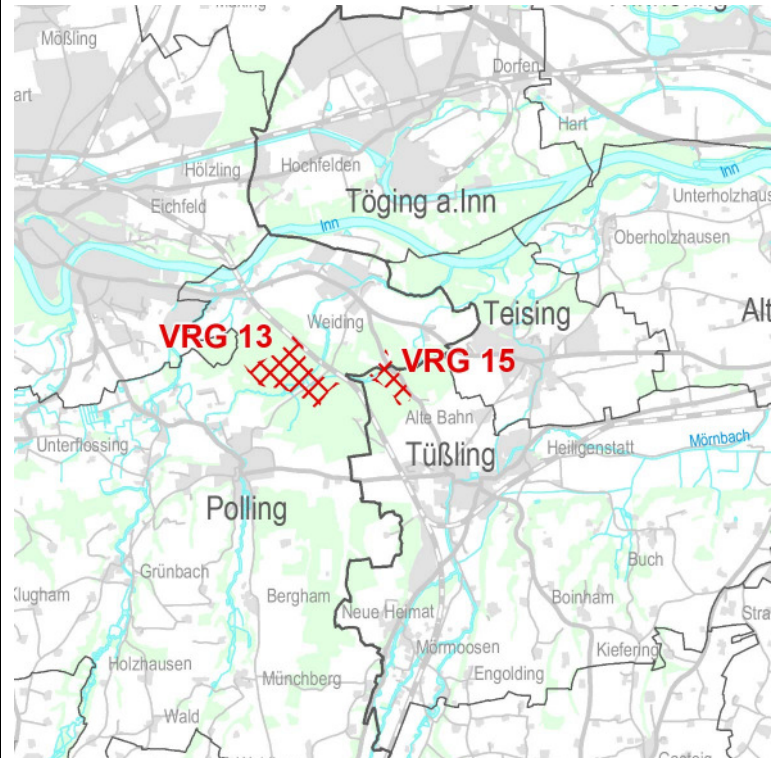 Mößling
Dorfen
art
Hart
Hölzling
Hochfelden
Töging a.Inn
Inn
Eichfeld
Unterholzhaus
Inn
Oberholzhausen
Teising
Alt
Weiding
VRG 13
VRG 15
Alte Bahn
Unterflossing
Tüßling
Heiligenstatt
Mörnbach
Polling
Grünbach
Buch
Klugham
Bergham
Neue Heimat
Boinham
Stra
Mörmoosen
Kiefering
Holzhausen
Engolding
Münchberg
Wald